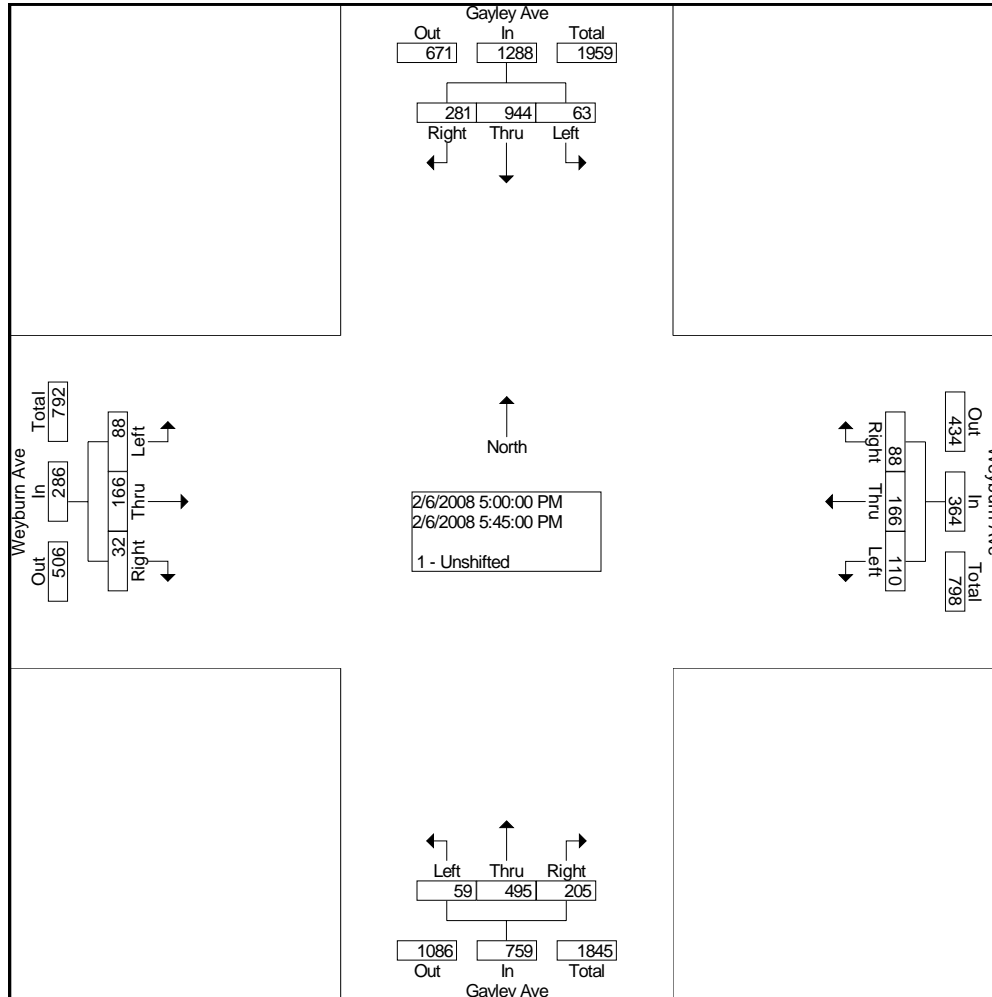 Gayley Ave
Out In Total
671 1288 1959
281 944 63
Right Thru Left
Weyburn Ave
Total In Out
792 286 506
88 166 32
Left Thru Right
North
2/6/2008 5:00:00 PM
2/6/2008 5:45:00 PM
1 - Unshifted
Weyburn Ave
Out In Total
434 364 798
88 166 110
Right Thru Left
Left Thru Right
59 495 205
1086 759 1845
Out In Total
Gayley Ave